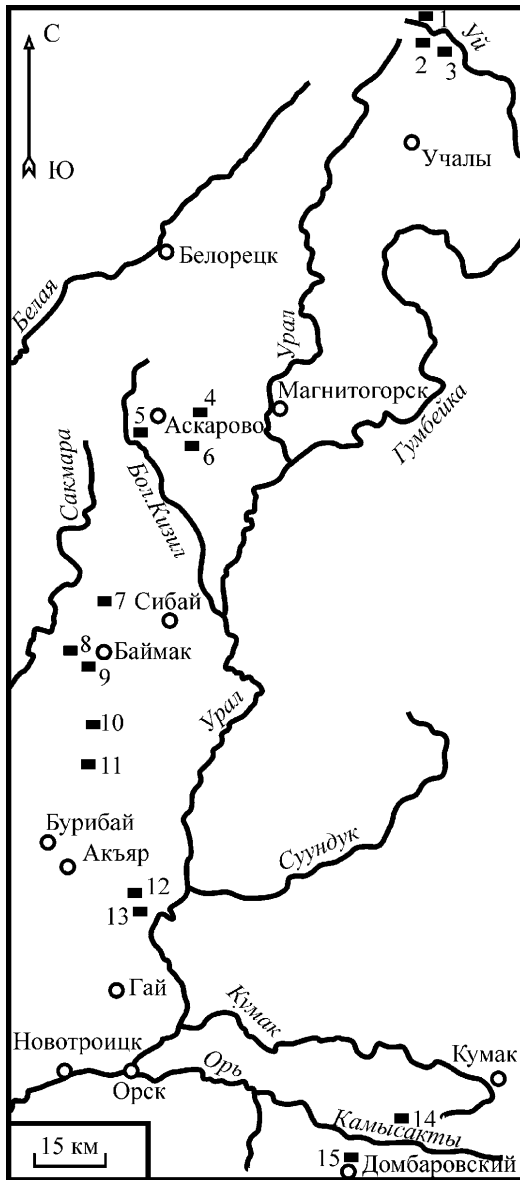 С
1
Уй
2
3
Учалы
Ю
Белорецк
Белая
Урал
Магнитогорск
4
5
Аскарово
6
Гумбейка
Сакмара
Бол.Кизил
7
Сибай
8
Баймак
9
Урал
10
11
Бурибай
Акъяр
Суундук
12
13
Гай
Кумак
Новотроицк
Кумак
Орск
Орь
14
Камысакты
15 км
15
Домбаровский